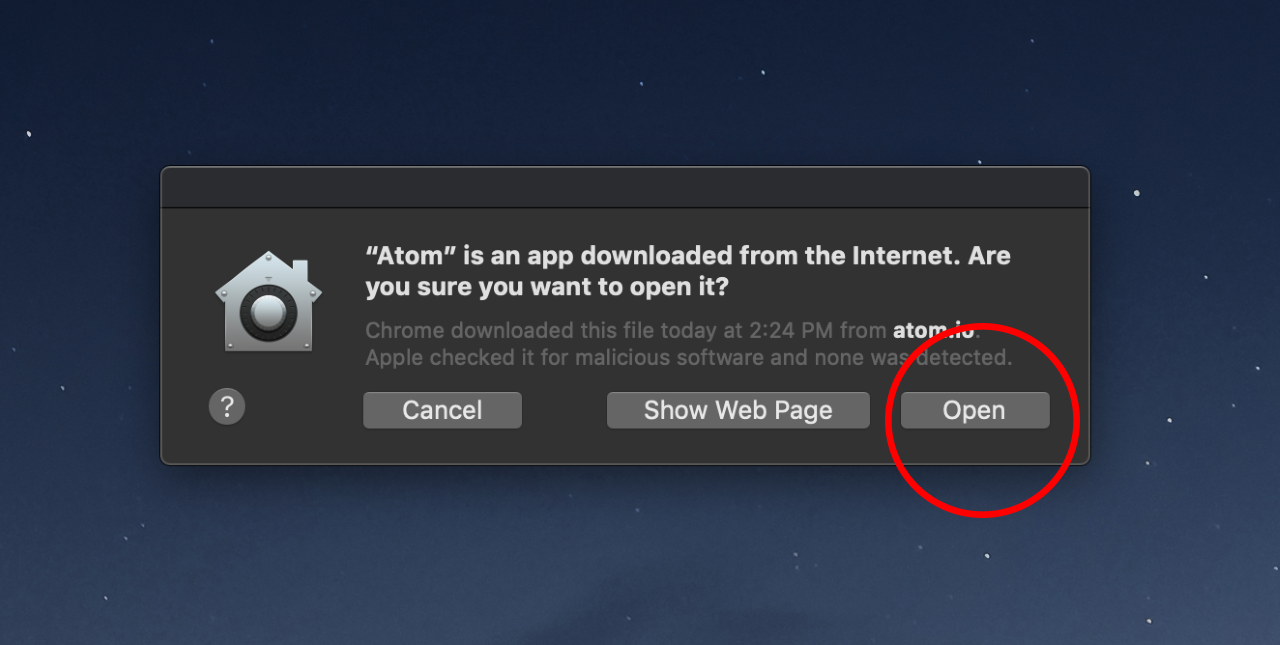 “Atom” is an app downloaded from the Internet. Are
you sure you want to open it?
Chrome downloaded this file today at 2:24 PM from atom.io.
Apple checked it for malicious software and none was detected.
?
Cancel
Show Web Page
Open